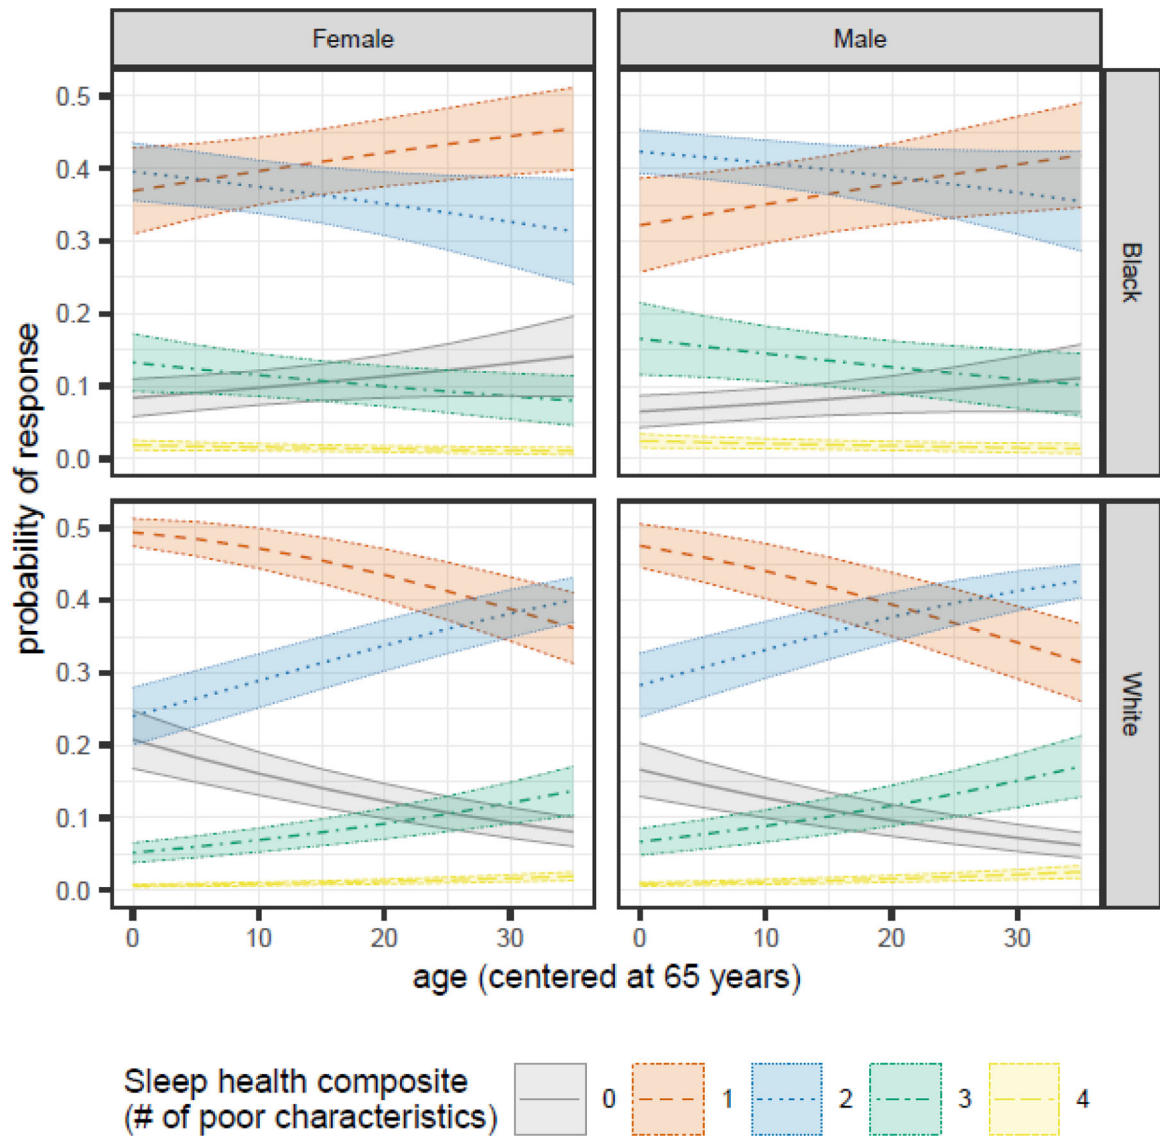 Female
Male
0.5
0.4
0.3
0.2
0.1
0.0
Black
probability of response
0.5
0.4
0.3
0.2
0.1
0.0
White
0 10 20 30
0 10 20 30
age (centered at 65 years)
Sleep health composite
(# of poor characteristics)
0 1 2 3 4